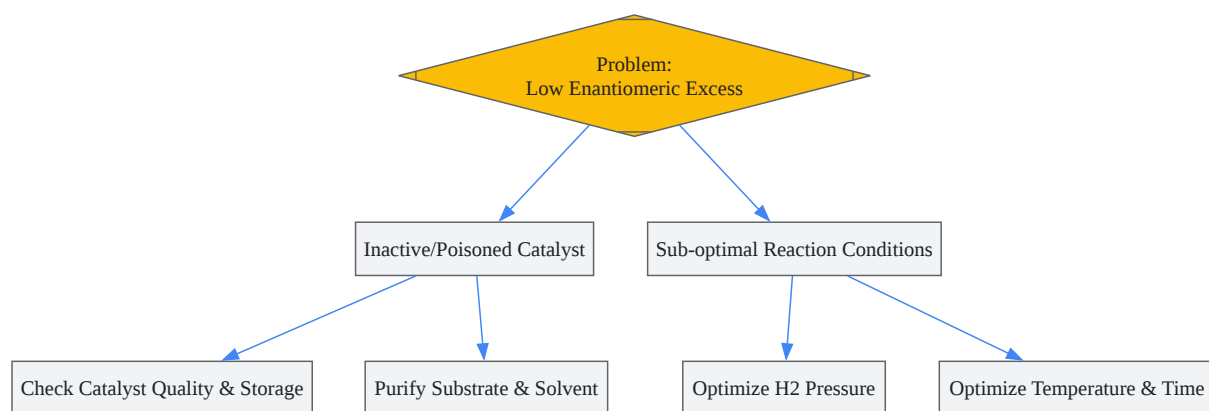 Problem:
Low Enantiomeric Excess
Inactive/Poisoned Catalyst
Sub-optimal Reaction Conditions
Check Catalyst Quality & Storage
Purify Substrate & Solvent
Optimize H2 Pressure
Optimize Temperature & Time